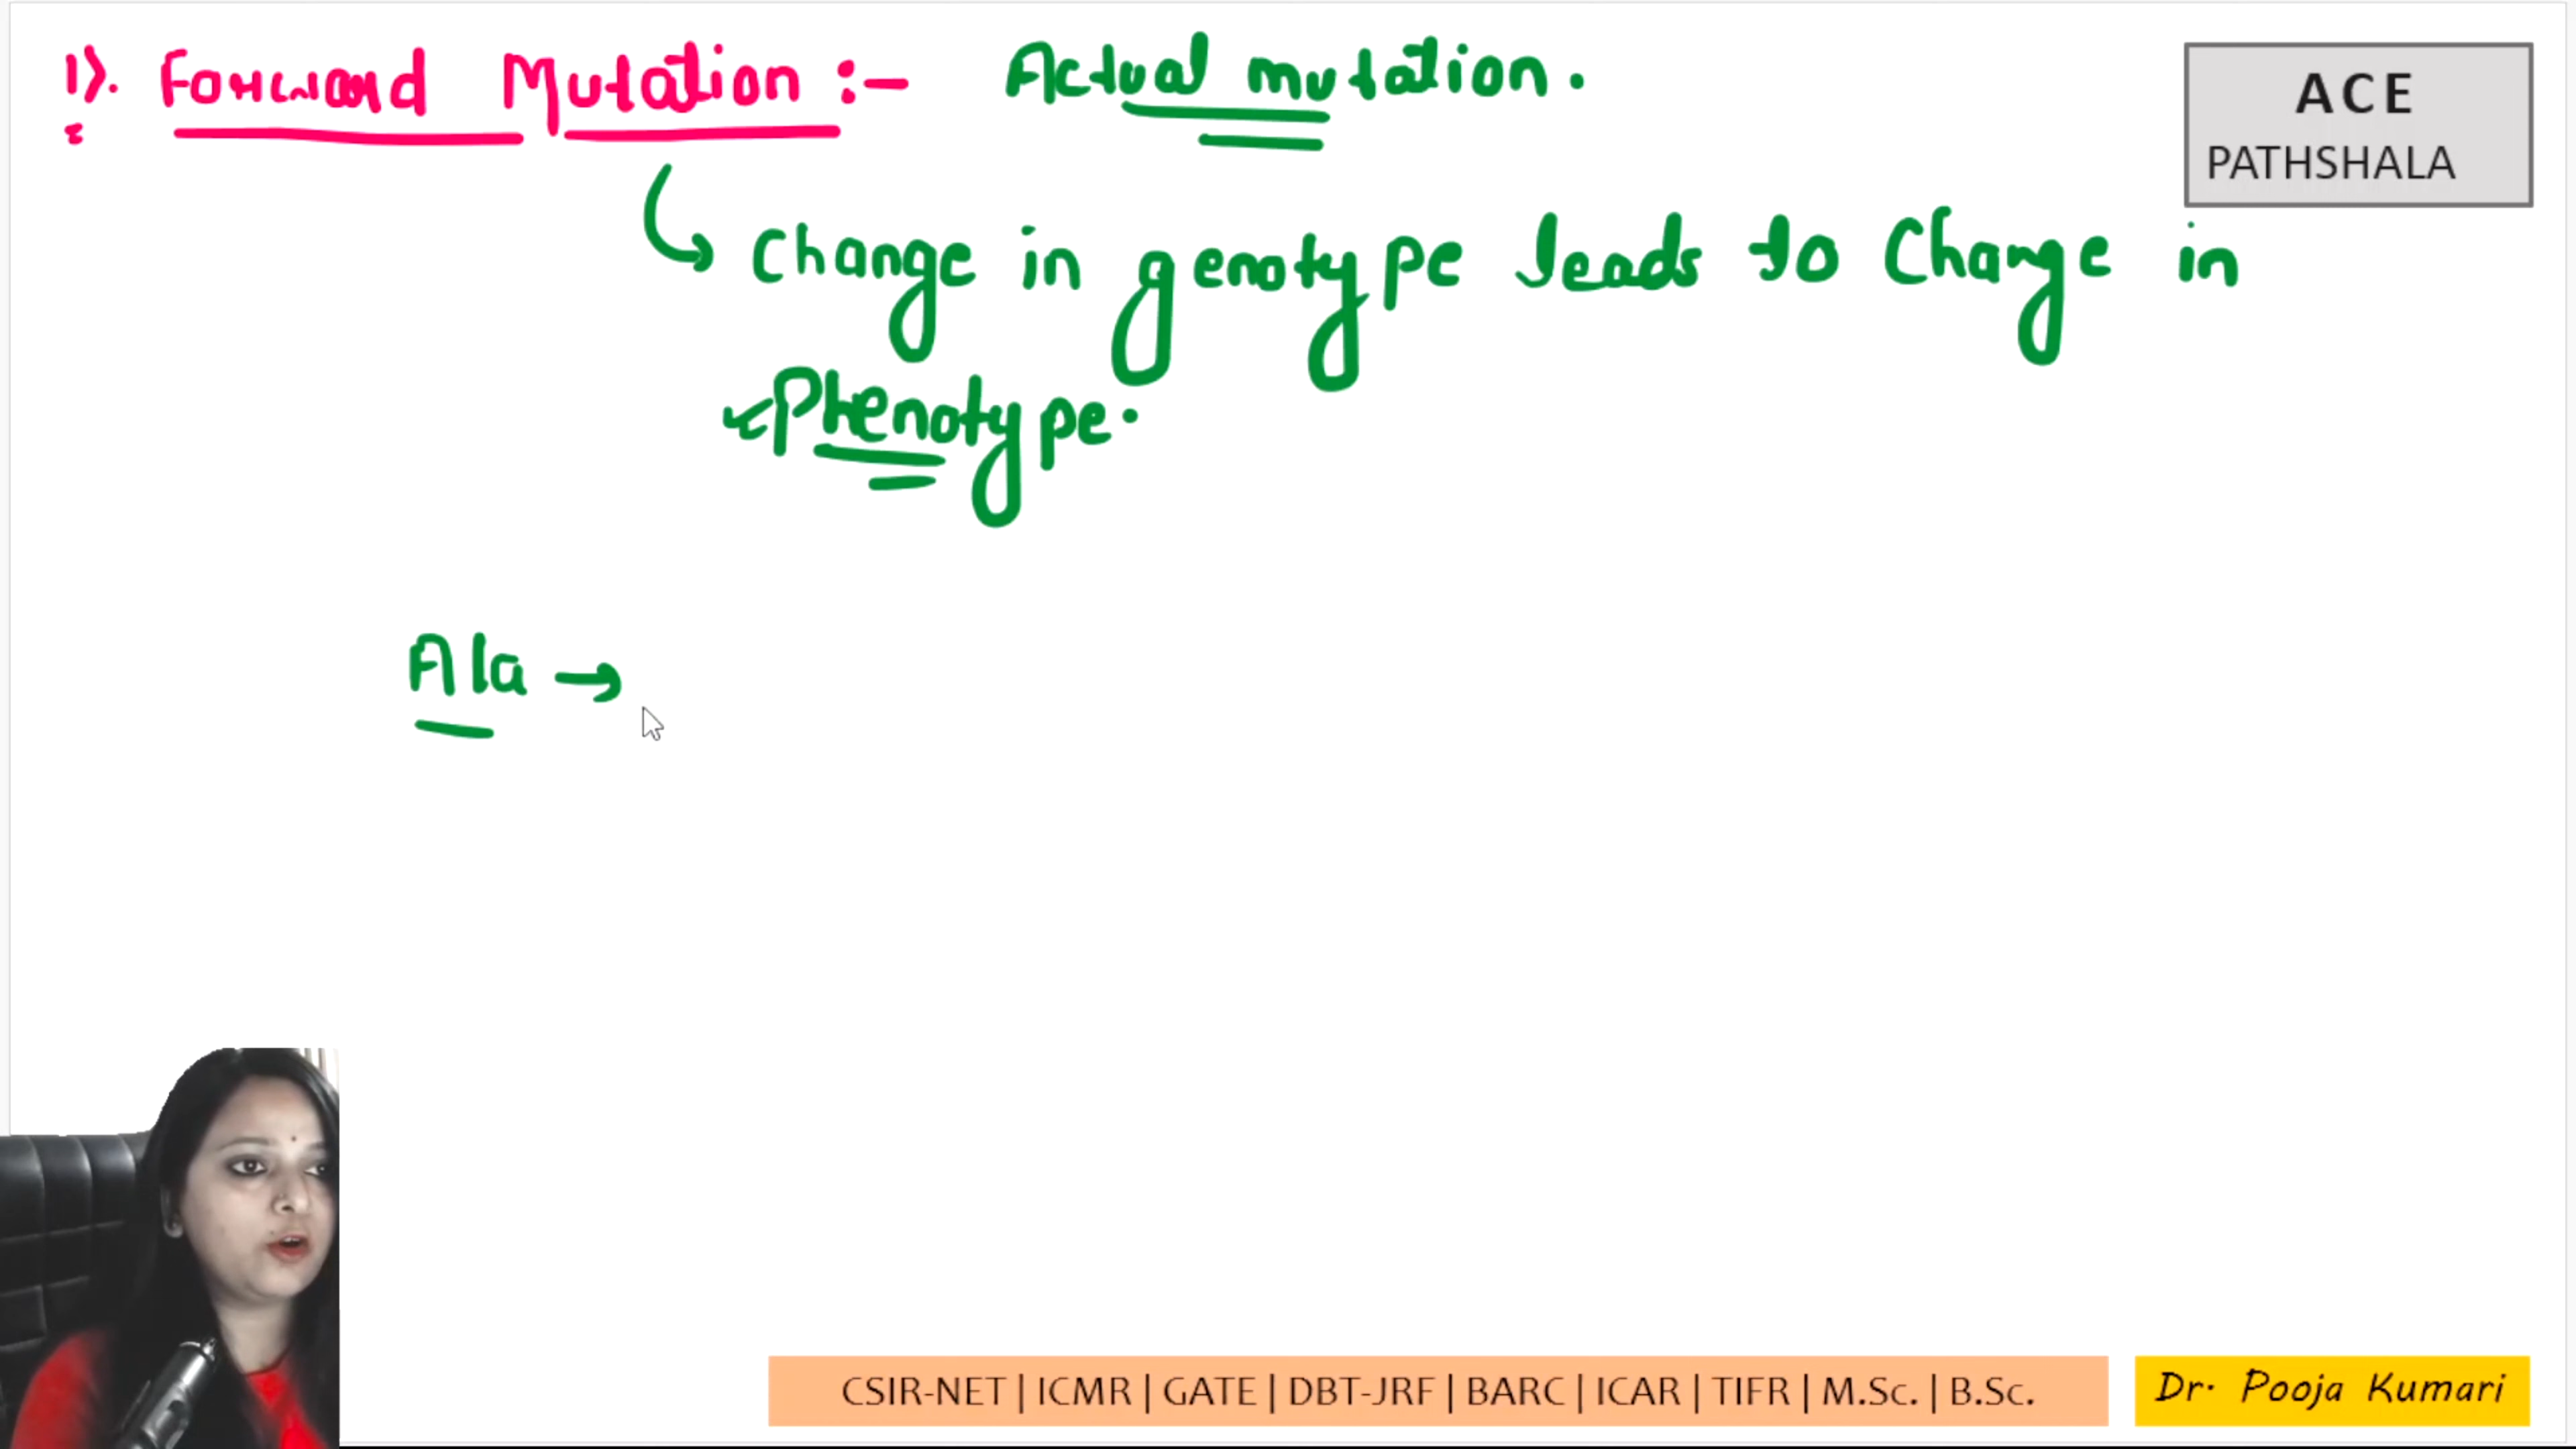 1). Forward Mutation :- Actual mutation.
ACE
PATHSHALA
Change in genotype leads to Change in
Phenotype.
Ala →
CSIR-NET | ICMR | GATE | DBT-JRF | BARC | ICAR | TIFR | M.Sc. | B.Sc.
Dr. Pooja Kumari